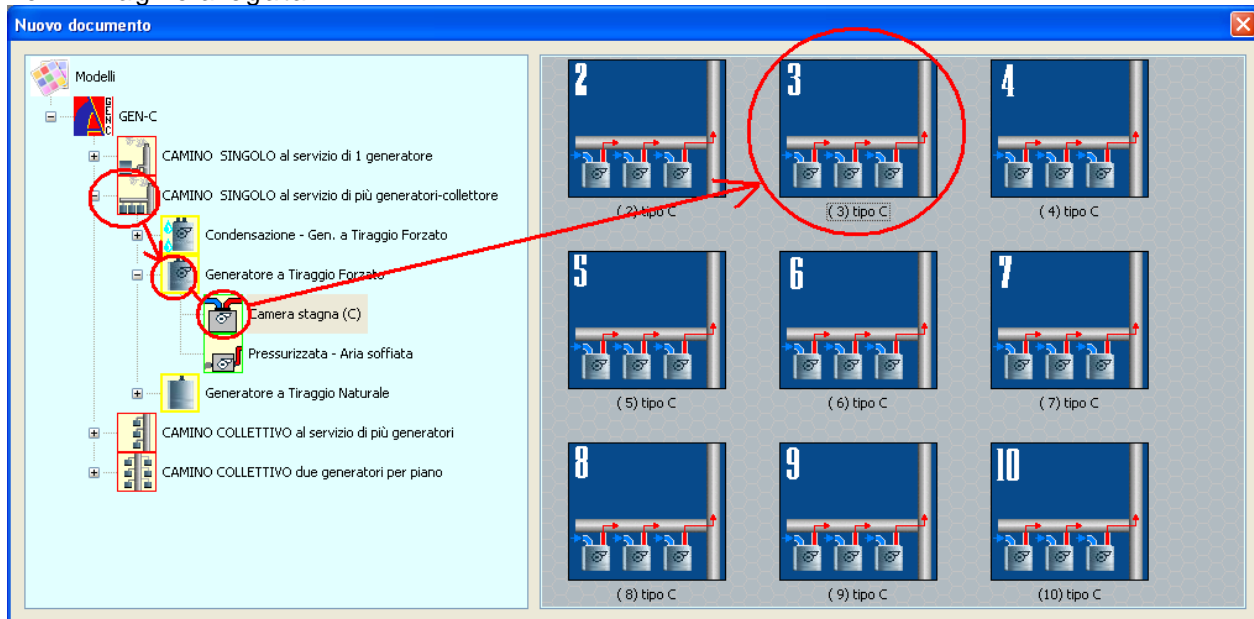 Nuovo documento
Modelli
GEN-C
CAMINO SINGOLO al servizio di 1 generatore
CAMINO SINGOLO al servizio di più generatori-collettore
Condensazione - Gen. a Tiraggio Forzato
Generatore a Tiraggio Forzato
Camera stagna (C)
Pressurizzata - Aria soffiata
Generatore a Tiraggio Naturale
CAMINO COLLETTIVO al servizio di più generatori
CAMINO COLLETTIVO due generatori per piano
2 3 4
( 2) tipo C ( 3) tipo C ( 4) tipo C
5 6 7
( 5) tipo C ( 6) tipo C ( 7) tipo C
8 9 10
( 8) tipo C ( 9) tipo C (10) tipo C